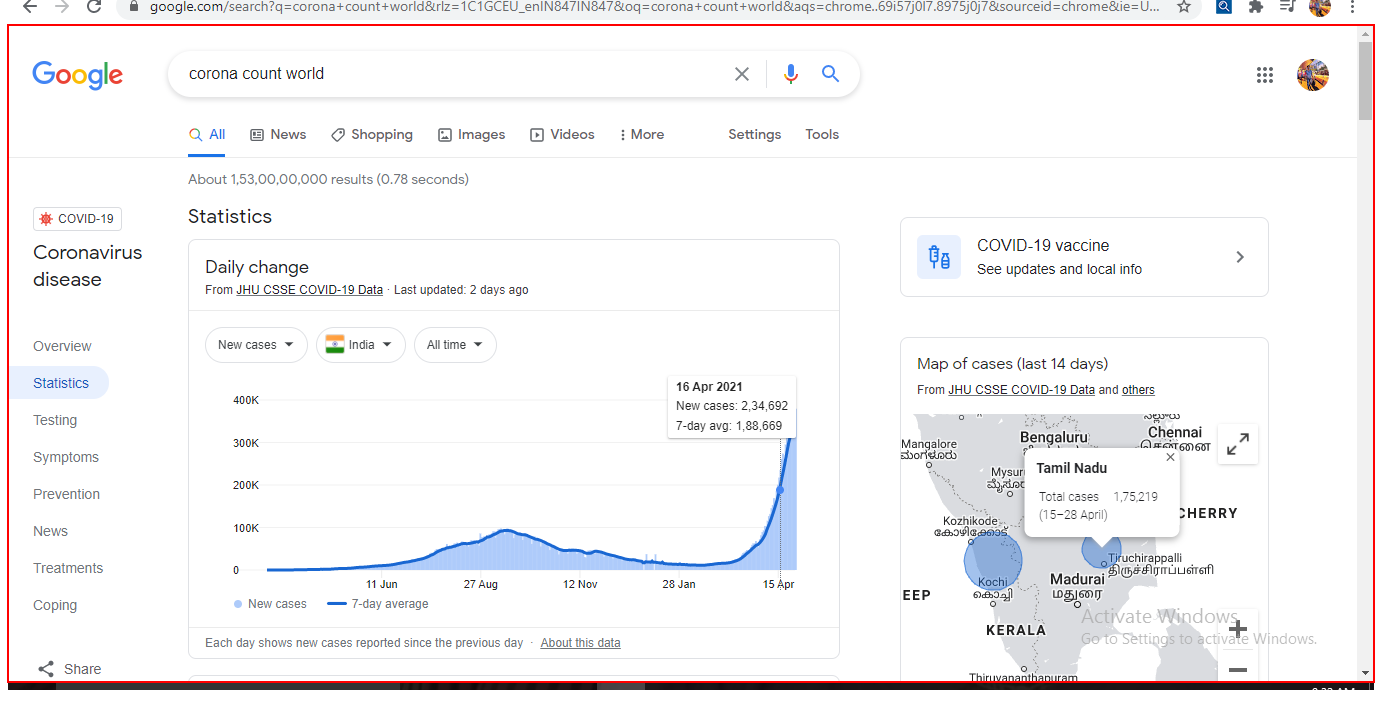 google.com/search?q=corona+count+world&rlz=1C1GCEU_enIN847IN847&oq=corona+count+world&aqs=chrome..69i57j0l7.8975j0j7&sourceid=chrome&ie=U...
Google
corona count world
All News Shopping Images Videos More Settings Tools
About 1,53,00,00,000 results (0.78 seconds)
COVID-19
Coronavirus
disease
Overview
Statistics
Testing
Symptoms
Prevention
News
Treatments
Coping
Share
Statistics
Daily change
From JHU CSSE COVID-19 Data · Last updated: 2 days ago
New cases India All time
16 Apr 2021
New cases: 2,34,692
7-day avg: 1,88,669
400K
300K
200K
100K
0
11 Jun 27 Aug 12 Nov 28 Jan 15 Apr
New cases 7-day average
Each day shows new cases reported since the previous day · About this data
COVID-19 vaccine
See updates and local info
Map of cases (last 14 days)
From JHU CSSE COVID-19 Data and others
Mangalore
ಮಂಗಳೂರು
Bengaluru
Chennai
சென்னை
Tamil Nadu
Total cases 1,75,219
(15–28 April)
CHERRY
Kozhikode
കോഴിക്കോട്
Kochi
കൊച്ചി
Tiruchirappalli
திருச்சிராப்பள்ளி
Madurai
மதுரை
EEP
KERALA
Thiruvananthapuram
Activate Windows
Go to Settings to activate Windows.